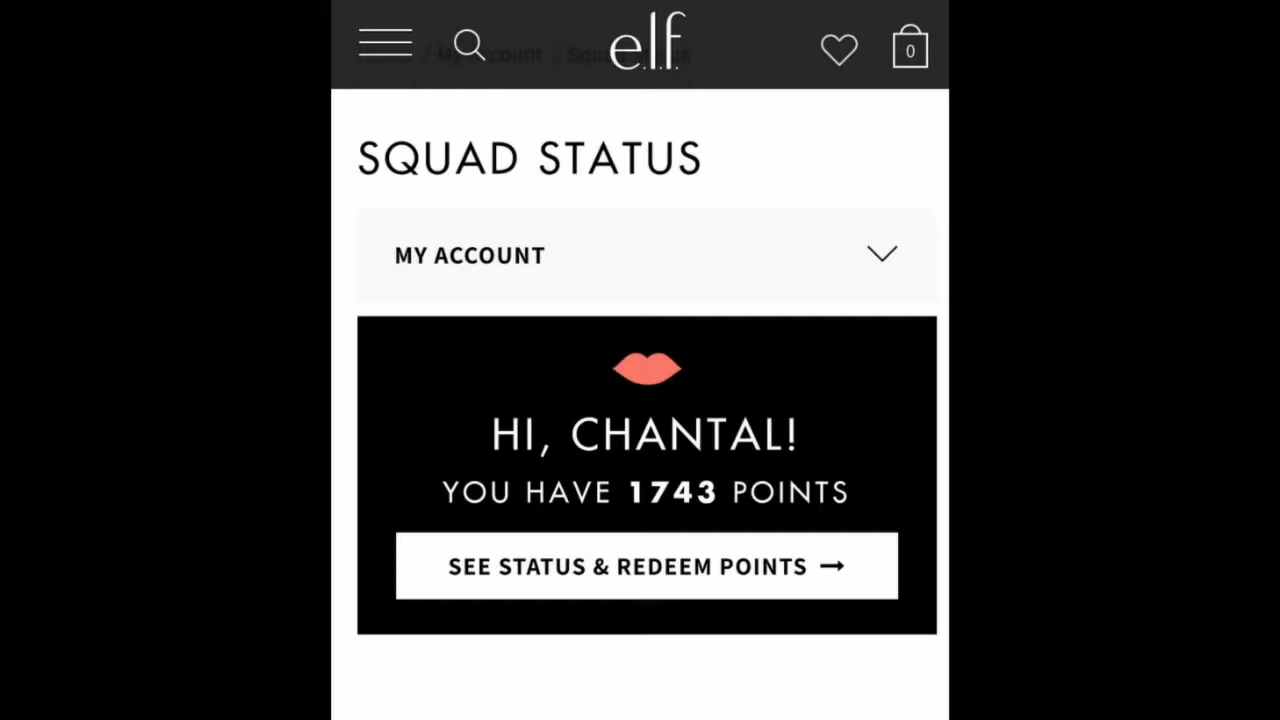 e.l.f.
0
SQUAD STATUS
MY ACCOUNT
HI, CHANTAL!
YOU HAVE 1743 POINTS
SEE STATUS & REDEEM POINTS →